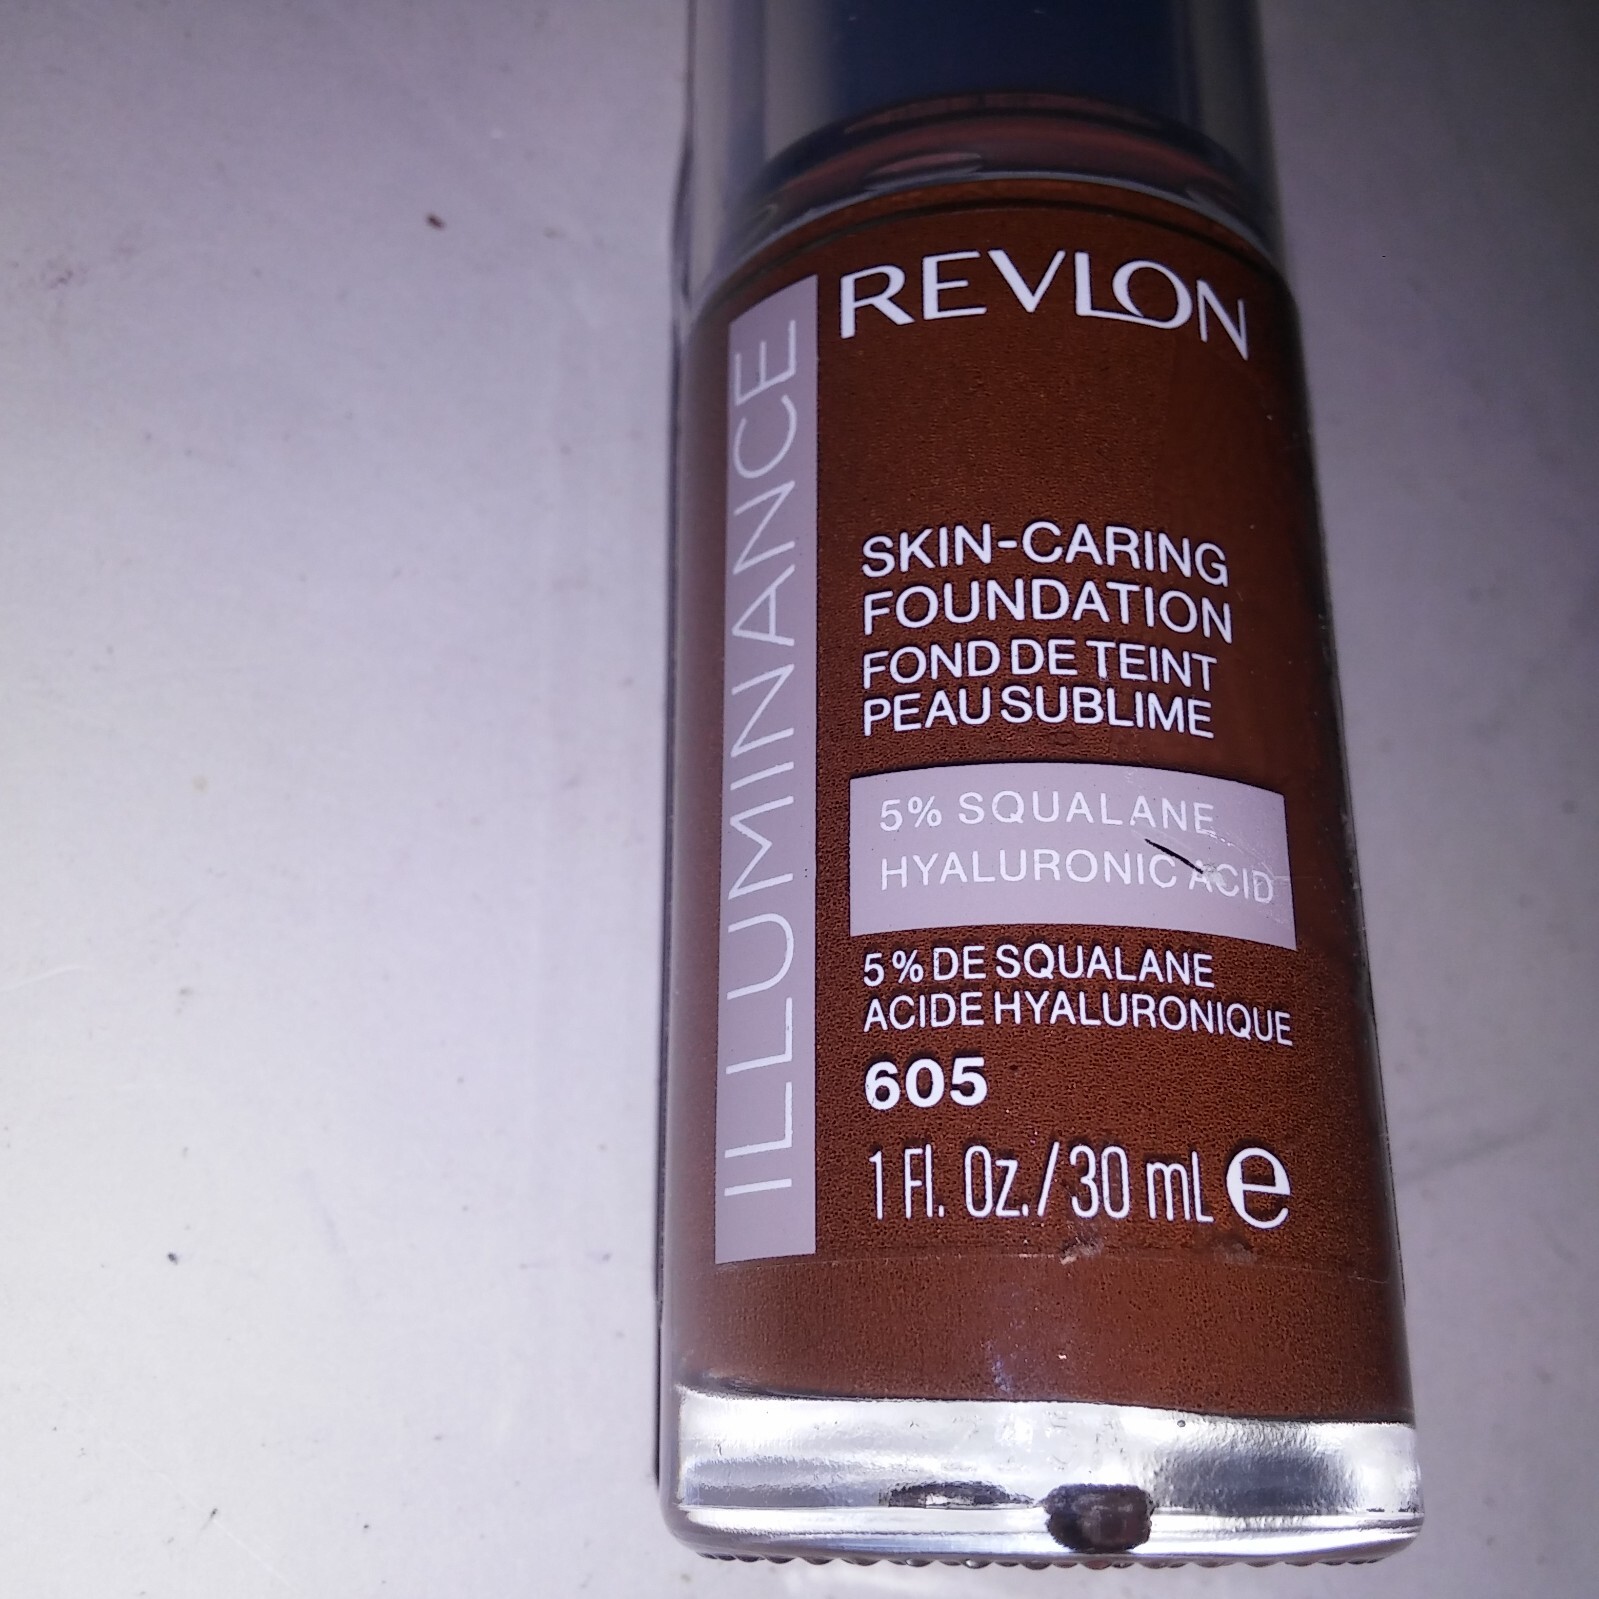 REVLON
ILLUMINANCE
SKIN-CARING
FOUNDATION
FOND DE TEINT
PEAU SUBLIME
5% SQUALANE
HYALURONIC ACID
5% DE SQUALANE
ACIDE HYALURONIQUE
605
1 Fl. Oz./30 mL e